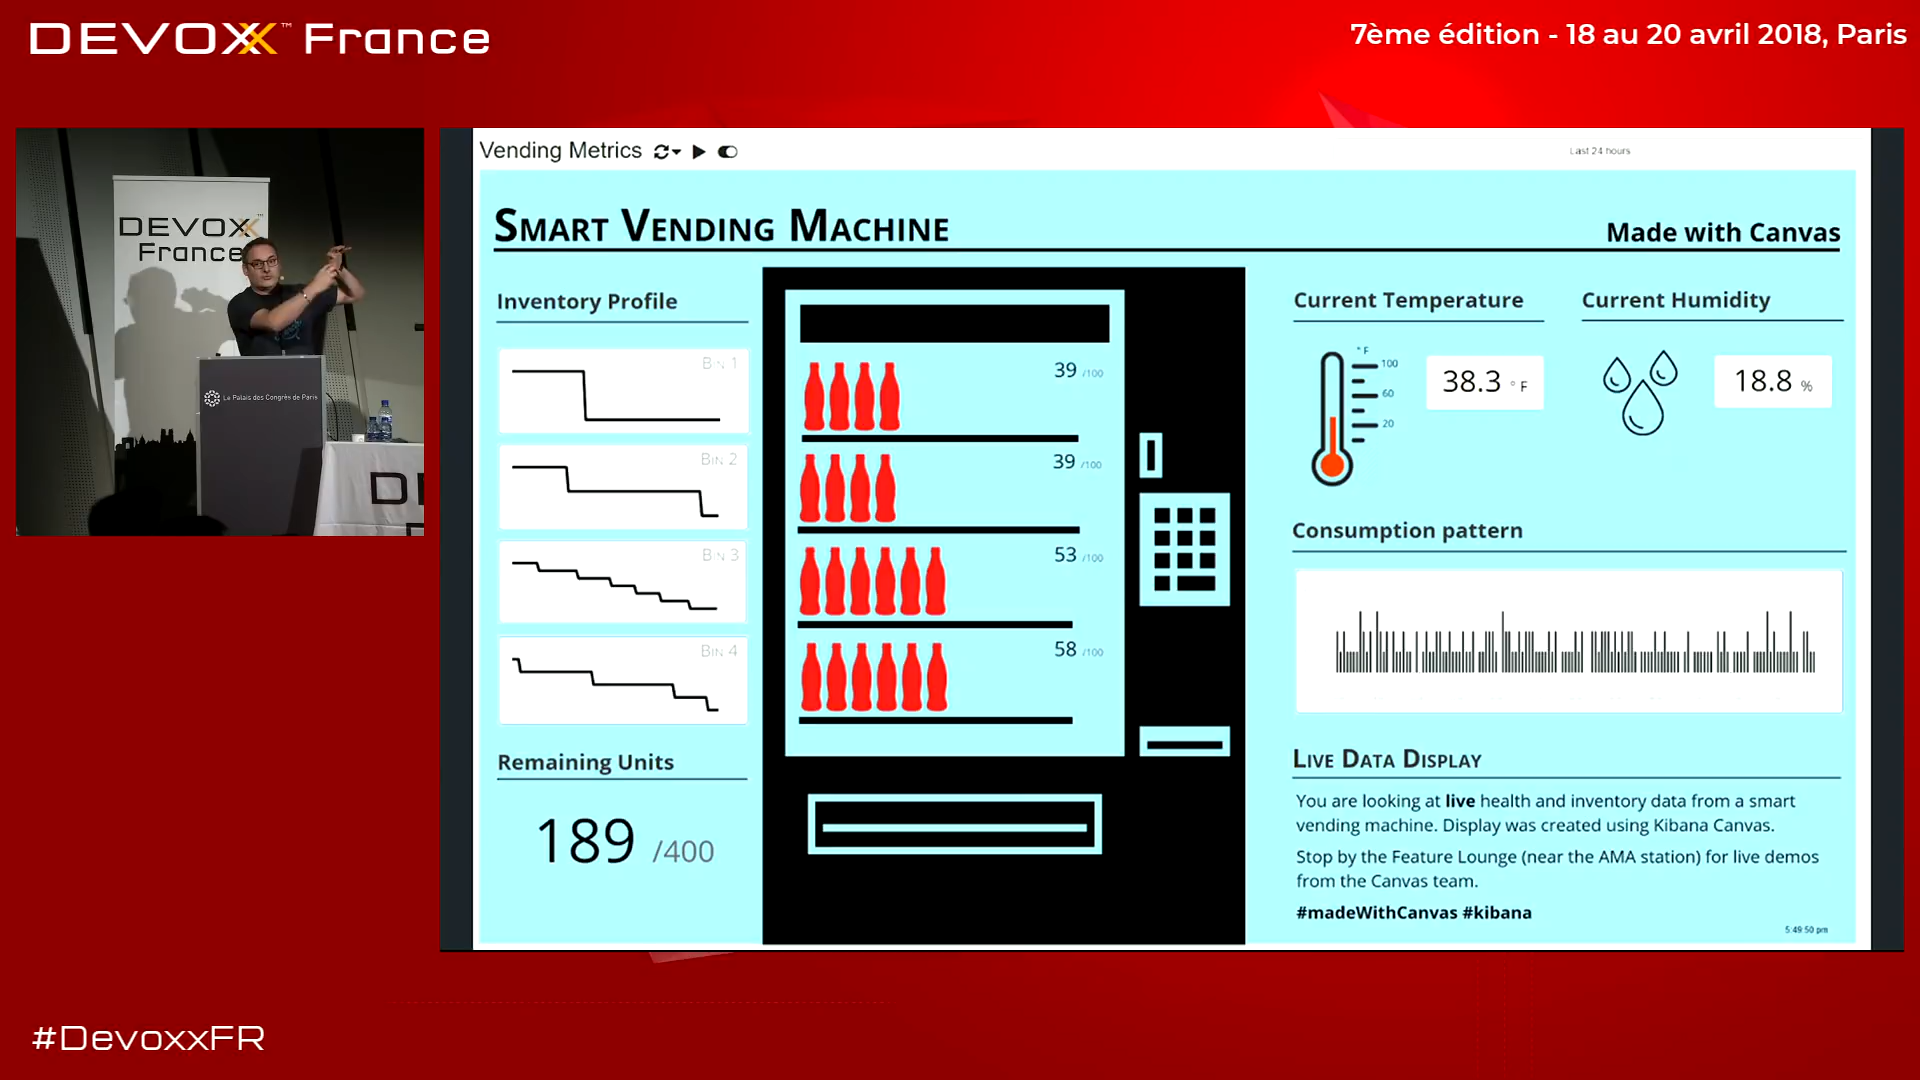 DEVOXX™ France
7ème édition - 18 au 20 avril 2018, Paris
DEVOXX™
France
Le Palais des Congrès de Paris
Vending Metrics
Last 24 hours
SMART VENDING MACHINE
Made with Canvas
Inventory Profile
BIN 1
BIN 2
BIN 3
BIN 4
Remaining Units
189 /400
39 /100
39 /100
53 /100
58 /100
Current Temperature
° F
100
60
20
38.3 ° F
Current Humidity
18.8 %
Consumption pattern
LIVE DATA DISPLAY
You are looking at live health and inventory data from a smart
vending machine. Display was created using Kibana Canvas.
Stop by the Feature Lounge (near the AMA station) for live demos
from the Canvas team.
#madeWithCanvas #kibana
5:49:50 pm
#DevoxxFR